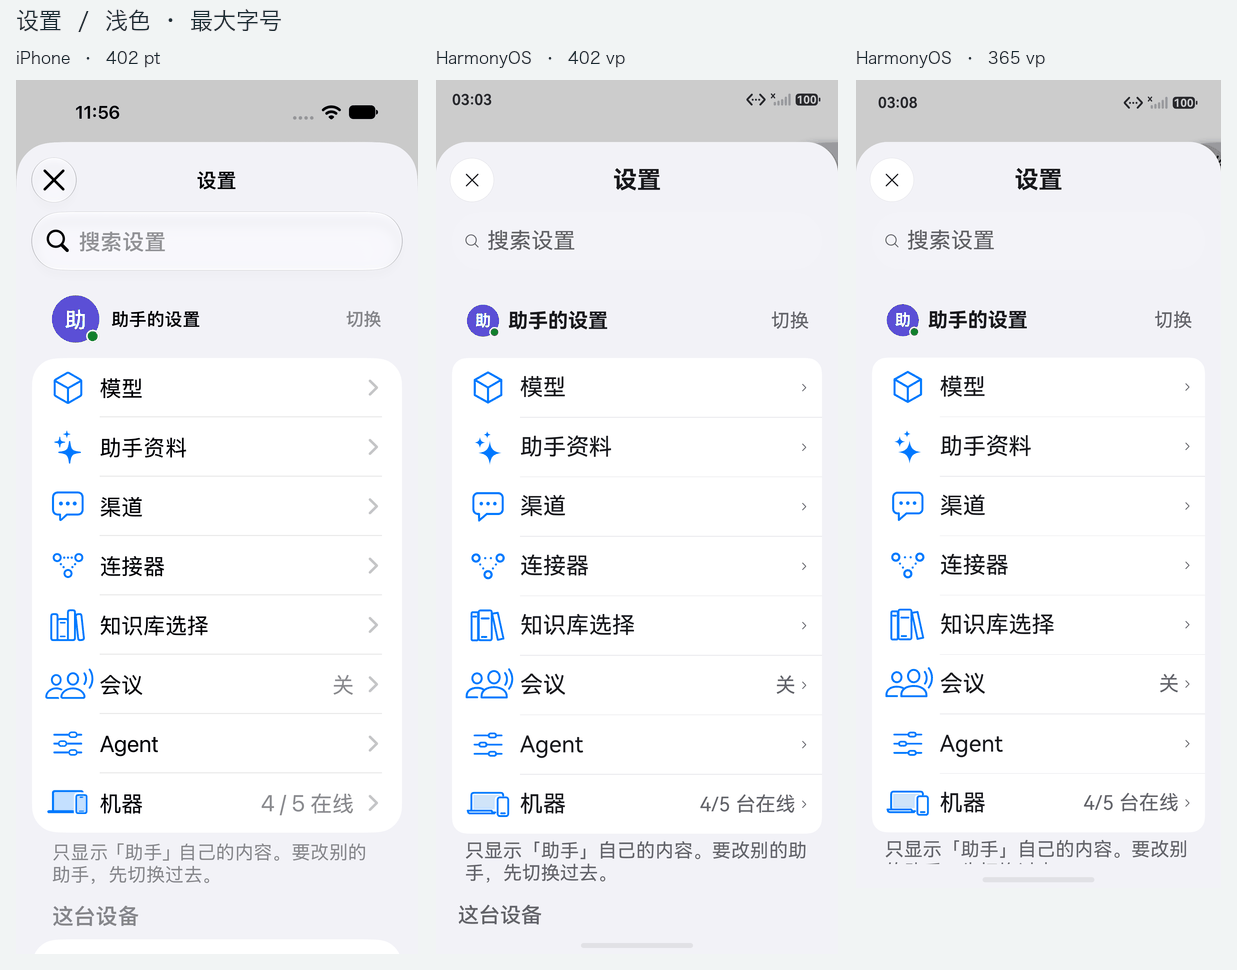 设置 / 浅色 · 最大字号
iPhone · 402 pt
11:56
设置
搜索设置
助 助手的设置 切换
模型
助手资料
渠道
连接器
知识库选择
会议 关
Agent
机器 4 / 5 在线
只显示「助手」自己的内容。要改别的
助手，先切换过去。
这台设备
HarmonyOS · 402 vp
03:03 100
设置
搜索设置
助 助手的设置 切换
模型
助手资料
渠道
连接器
知识库选择
会议 关
Agent
机器 4/5 台在线
只显示「助手」自己的内容。要改别的助
手，先切换过去。
这台设备
HarmonyOS · 365 vp
03:08 100
设置
搜索设置
助 助手的设置 切换
模型
助手资料
渠道
连接器
知识库选择
会议 关
Agent
机器 4/5 台在线
只显示「助手」自己的内容。要改别